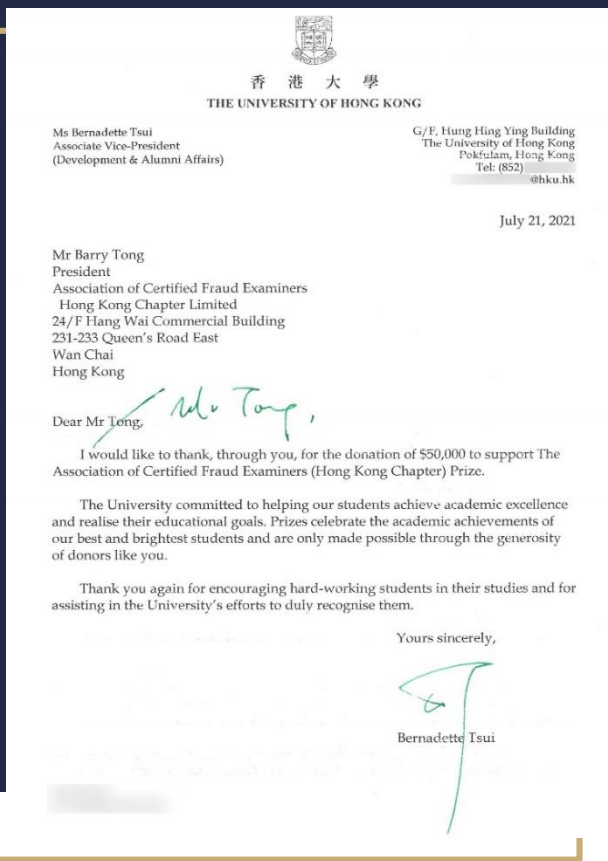 香 港 大 學
THE UNIVERSITY OF HONG KONG
Ms Bernadette Tsui
Associate Vice-President
(Development & Alumni Affairs)
G/F, Hung Hing Ying Building
The University of Hong Kong
Pokfulam, Hong Kong
Tel: (852)
@hku.hk
July 21, 2021
Mr Barry Tong
President
Association of Certified Fraud Examiners
Hong Kong Chapter Limited
24/F Hang Wai Commercial Building
231-233 Queen's Road East
Wan Chai
Hong Kong
Dear Mr Tong,
Mr Tong,
I would like to thank, through you, for the donation of $50,000 to support The
Association of Certified Fraud Examiners (Hong Kong Chapter) Prize.
The University committed to helping our students achieve academic excellence
and realise their educational goals. Prizes celebrate the academic achievements of
our best and brightest students and are only made possible through the generosity
of donors like you.
Thank you again for encouraging hard-working students in their studies and for
assisting in the University's efforts to duly recognise them.
Yours sincerely,
Bernadette Tsui